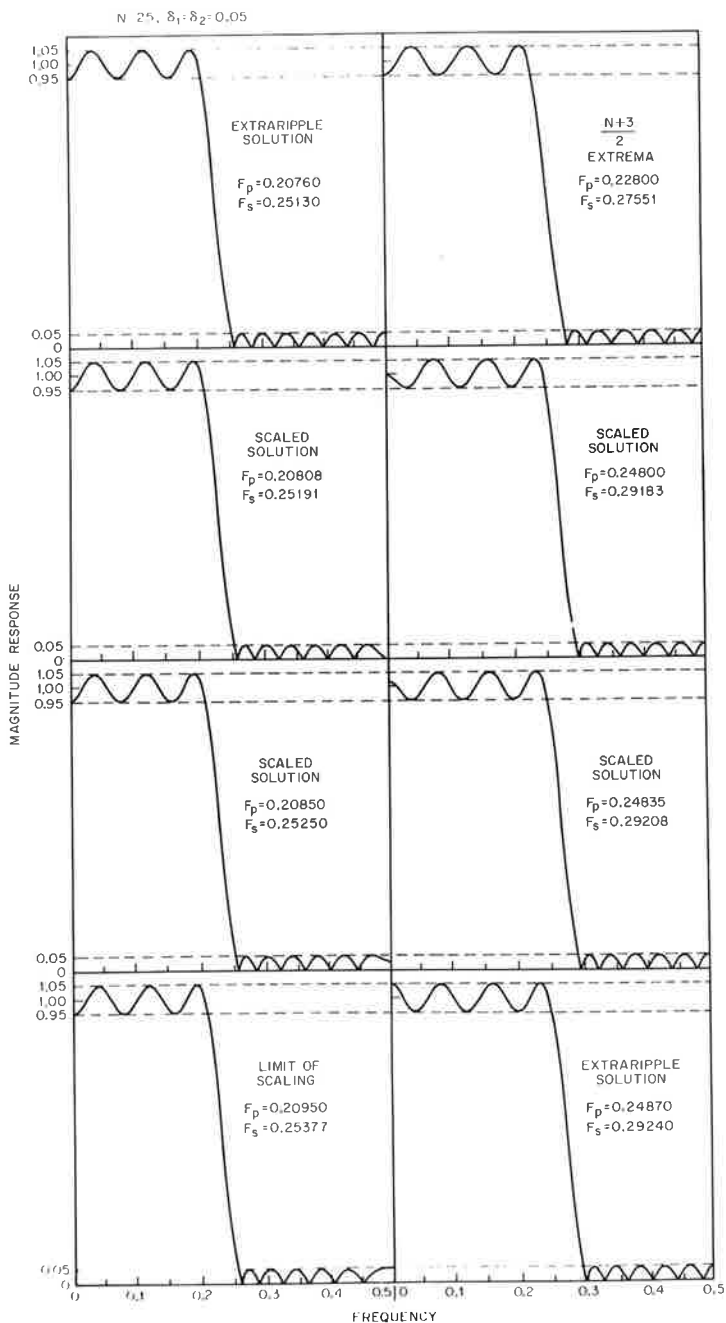 N 25, δ₁=δ₂=0.05
1.05
1.00
0.95
EXTRARIPPLE
SOLUTION
Fp=0.20760
Fs=0.25130
0.05
0
N+3
2
EXTREMA
Fp=0.22800
Fs=0.27551
1.05
1.00
0.95
SCALED
SOLUTION
Fp=0.20808
Fs=0.25191
0.05
0
SCALED
SOLUTION
Fp=0.24800
Fs=0.29183
MAGNITUDE RESPONSE
1.05
1.00
0.95
SCALED
SOLUTION
Fp=0.20850
Fs=0.25250
0.05
0
SCALED
SOLUTION
Fp=0.24835
Fs=0.29208
1.05
1.00
0.95
LIMIT OF
SCALING
Fp=0.20950
Fs=0.25377
0.05
0
EXTRARIPPLE
SOLUTION
Fp=0.24870
Fs=0.29240
0 0.1 0.2 0.3 0.4 0.5 0 0.1 0.2 0.3 0.4 0.5
FREQUENCY